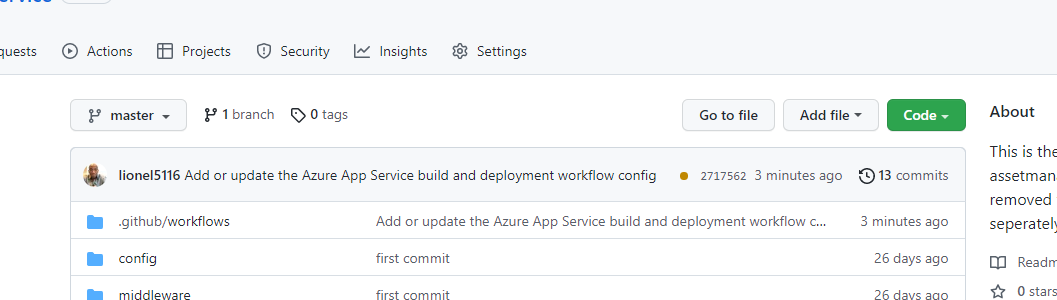 quests Actions Projects Security Insights Settings
master 1 branch 0 tags Go to file Add file Code
About
lionel5116 Add or update the Azure App Service build and deployment workflow config 2717562 3 minutes ago 13 commits
This is the
assetmana
removed
seperately
.github/workflows Add or update the Azure App Service build and deployment workflow c... 3 minutes ago
config first commit 26 days ago
Readm
middleware first commit 26 days ago
0 stars